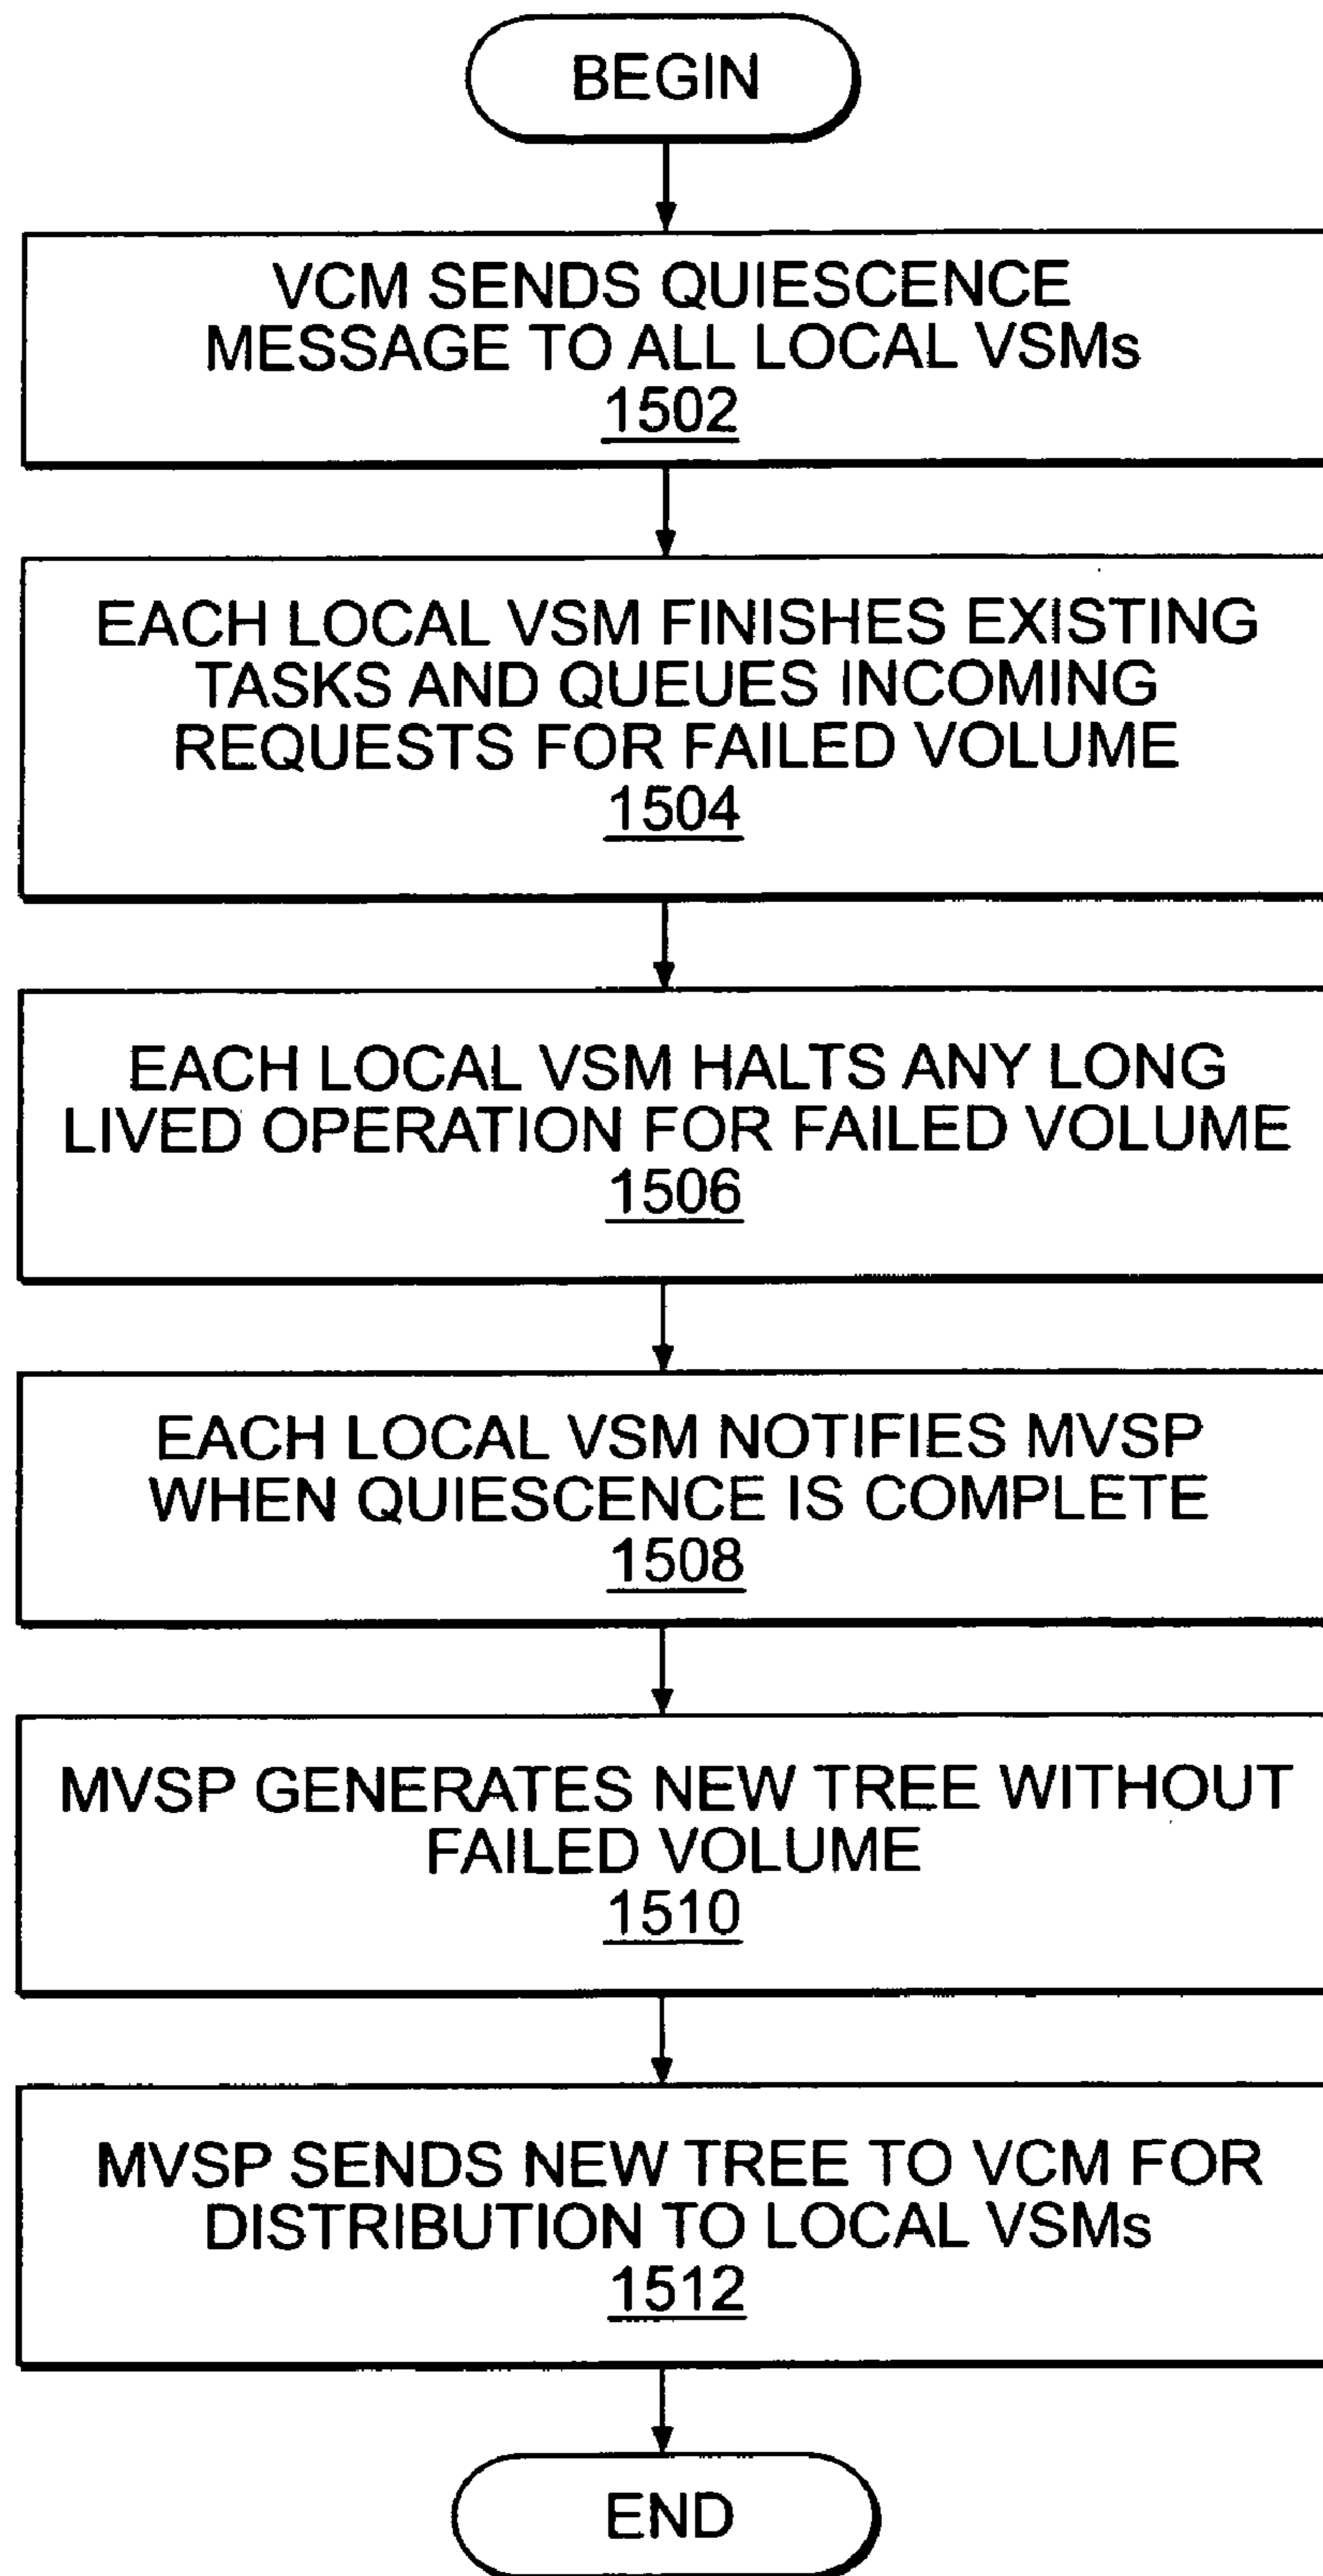 BEGIN
VCM SENDS QUIESCENCE
MESSAGE TO ALL LOCAL VSMs
1502
EACH LOCAL VSM FINISHES EXISTING
TASKS AND QUEUES INCOMING
REQUESTS FOR FAILED VOLUME
1504
EACH LOCAL VSM HALTS ANY LONG
LIVED OPERATION FOR FAILED VOLUME
1506
EACH LOCAL VSM NOTIFIES MVSP
WHEN QUIESCENCE IS COMPLETE
1508
MVSP GENERATES NEW TREE WITHOUT
FAILED VOLUME
1510
MVSP SENDS NEW TREE TO VCM FOR
DISTRIBUTION TO LOCAL VSMs
1512
END